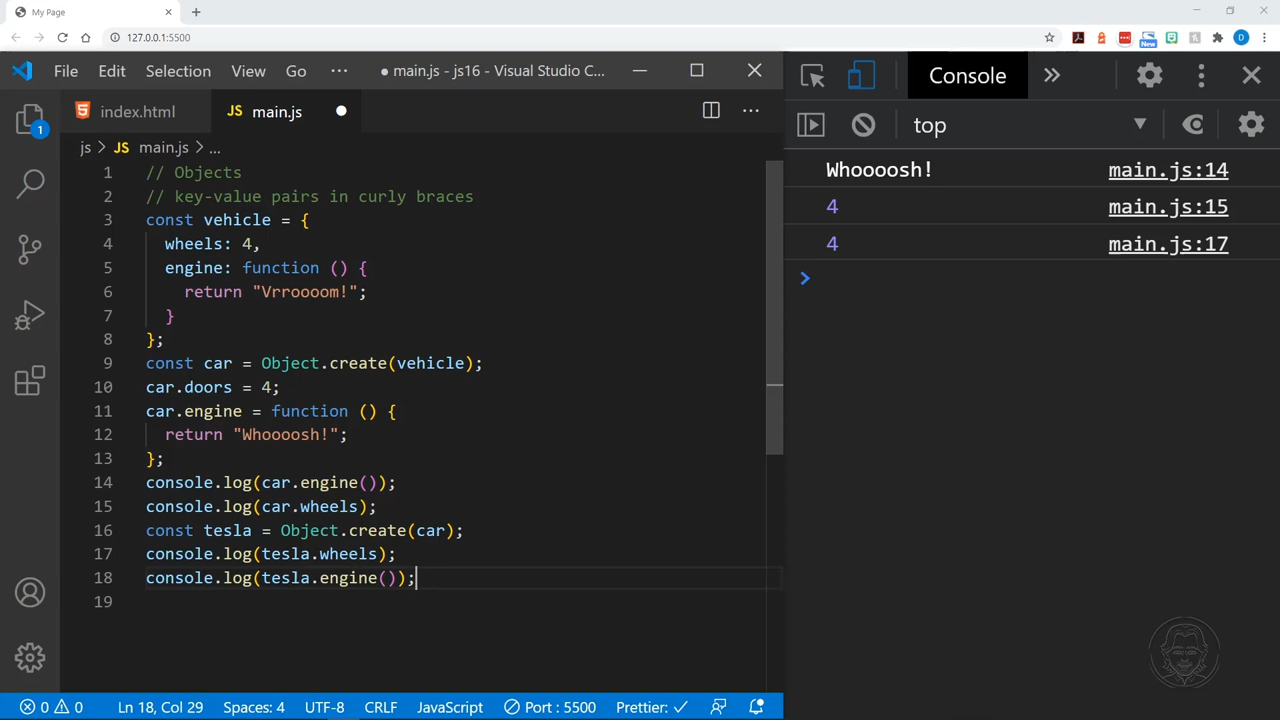 My Page
127.0.0.1:5500
New
D
File Edit Selection View Go ··· ● main.js - js16 - Visual Studio C...
Console
index.html
JS main.js
top
1
js > JS main.js > ...
1 // Objects
2 // key-value pairs in curly braces
3 const vehicle = {
4 wheels: 4,
5 engine: function () {
6 return "Vrroooom!";
7 }
8 };
9 const car = Object.create(vehicle);
10 car.doors = 4;
11 car.engine = function () {
12 return "Whoooosh!";
13 };
14 console.log(car.engine());
15 console.log(car.wheels);
16 const tesla = Object.create(car);
17 console.log(tesla.wheels);
18 console.log(tesla.engine());
19
Whoooosh! main.js:14
4 main.js:15
4 main.js:17
0 0 Ln 18, Col 29 Spaces: 4 UTF-8 CRLF JavaScript Port : 5500 Prettier: ✓